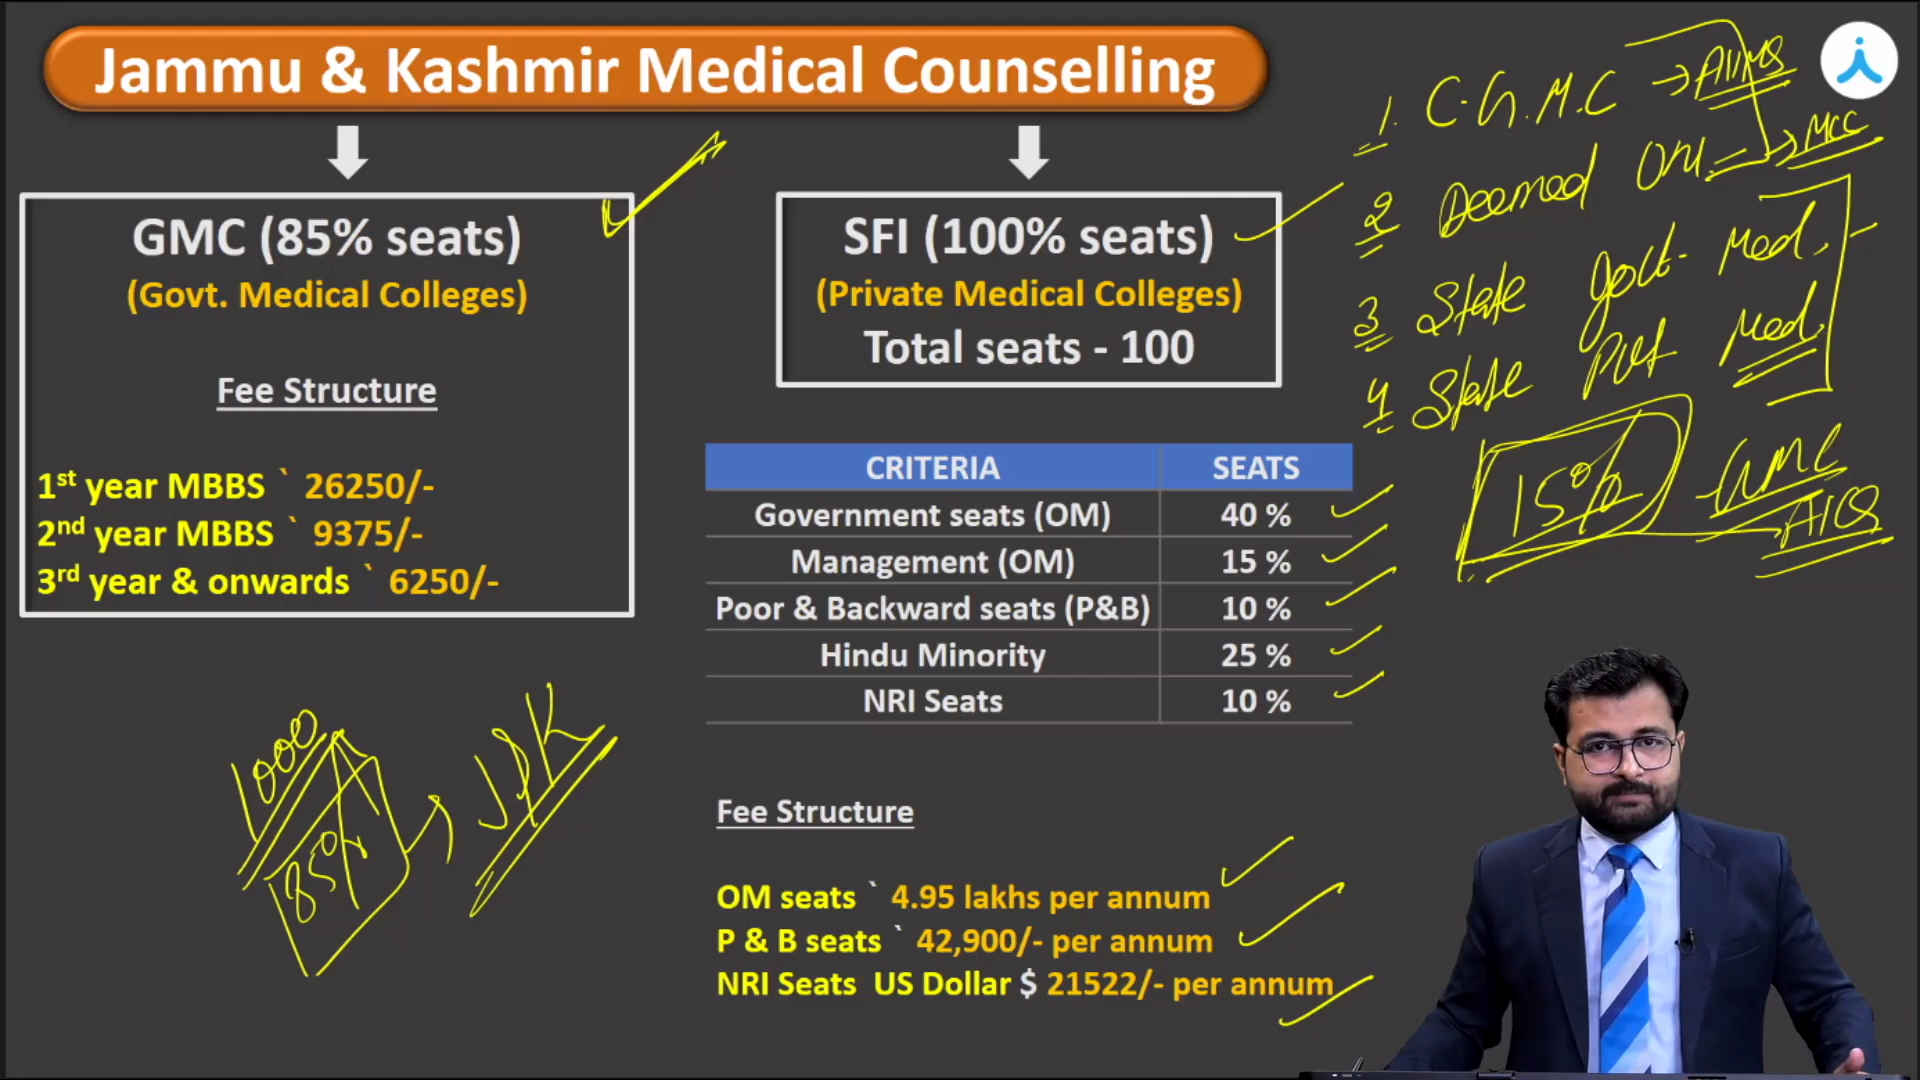 Jammu & Kashmir Medical Counselling
GMC (85% seats)
(Govt. Medical Colleges)
Fee Structure
1st year MBBS ` 26250/-
2nd year MBBS ` 9375/-
3rd year & onwards ` 6250/-
SFI (100% seats)
(Private Medical Colleges)
Total seats - 100
CRITERIA SEATS
Government seats (OM) 40 %
Management (OM) 15 %
Poor & Backward seats (P&B) 10 %
Hindu Minority 25 %
NRI Seats 10 %
Fee Structure
OM seats ` 4.95 lakhs per annum
P & B seats ` 42,900/- per annum
NRI Seats US Dollar $ 21522/- per annum
1. C.G.M.C → AIIMS
2 Deemed Uni. → MCC
3 State Govt. Med.
4 State Pvt Med.
15% GMC
AIQ
1000
85% → J&K